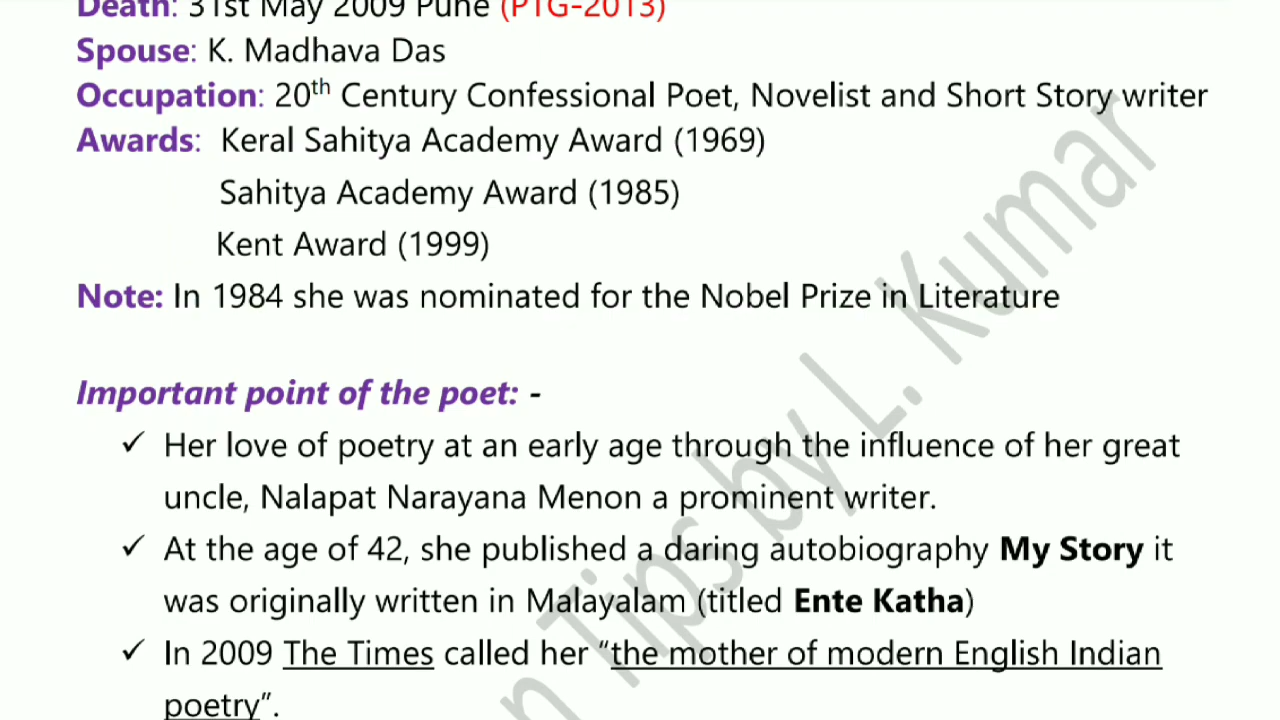 Death: 31st May 2009 Pune (PTG-2013)
Spouse: K. Madhava Das
Occupation: 20th Century Confessional Poet, Novelist and Short Story writer
Awards: Keral Sahitya Academy Award (1969)
Sahitya Academy Award (1985)
Kent Award (1999)
Note: In 1984 she was nominated for the Nobel Prize in Literature
Important point of the poet: -
✓ Her love of poetry at an early age through the influence of her great
uncle, Nalapat Narayana Menon a prominent writer.
✓ At the age of 42, she published a daring autobiography My Story it
was originally written in Malayalam (titled Ente Katha)
✓ In 2009 The Times called her “the mother of modern English Indian
poetry”.
Tips by L. Kumar